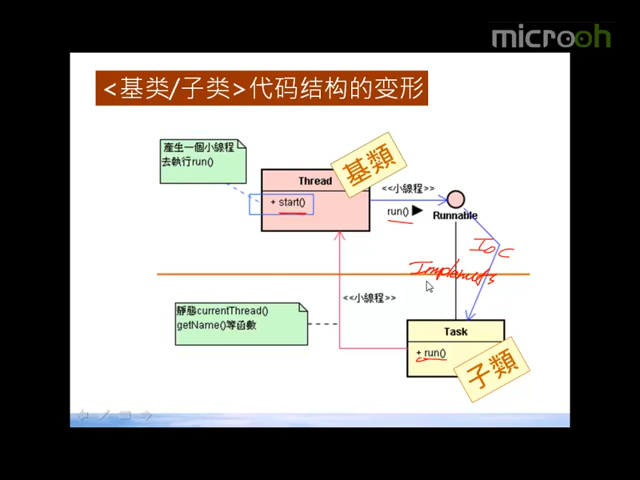 microoh
<基类/子类>代码结构的变形
產生一個小線程
去執行run()
Thread
基類
+ start()
<<小線程>>
run()
Runnable
IoC
Implements
<<小線程>>
靜態currentThread()
getName()等函數
Task
+ run()
子類